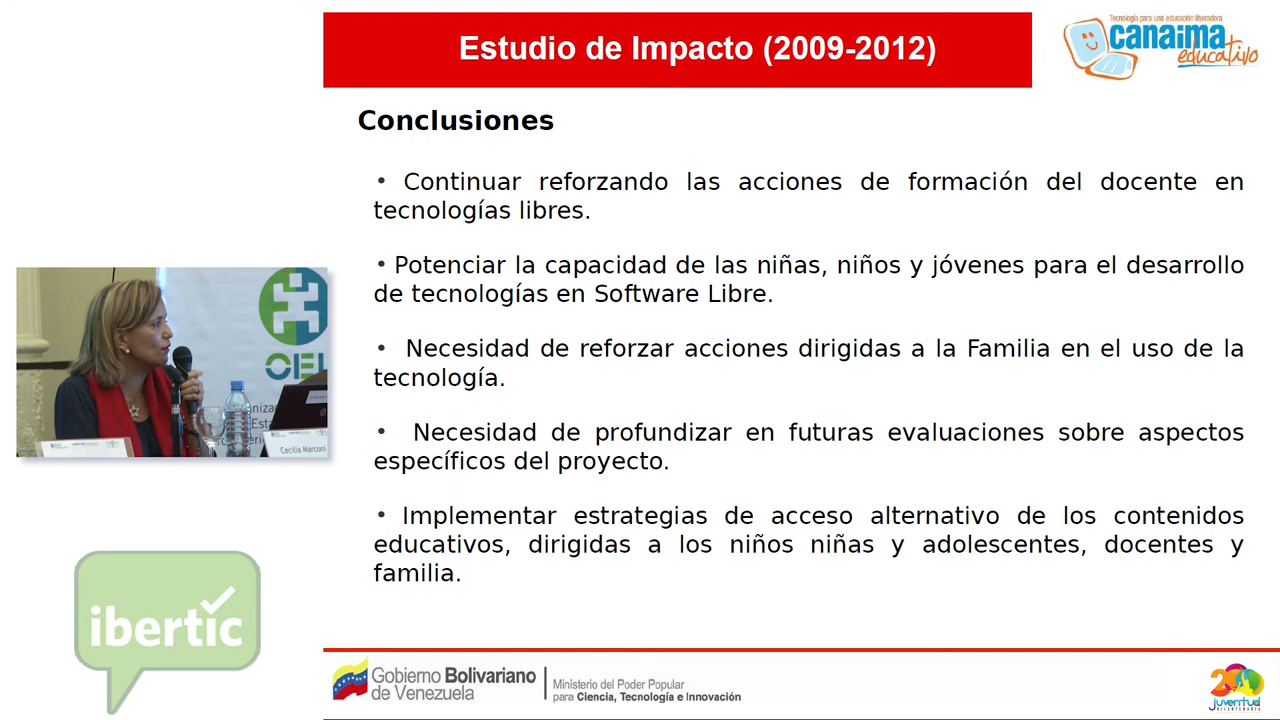 Estudio de Impacto (2009-2012)
Tecnología para una educación liberadora
canaima
educativo
Conclusiones
• Continuar reforzando las acciones de formación del docente en
tecnologías libres.
• Potenciar la capacidad de las niñas, niños y jóvenes para el desarrollo
de tecnologías en Software Libre.
• Necesidad de reforzar acciones dirigidas a la Familia en el uso de la
tecnología.
• Necesidad de profundizar en futuras evaluaciones sobre aspectos
específicos del proyecto.
• Implementar estrategias de acceso alternativo de los contenidos
educativos, dirigidas a los niños niñas y adolescentes, docentes y
familia.
OEI
Cecilia Marconi
ibertic
Gobierno Bolivariano
de Venezuela
Ministerio del Poder Popular
para Ciencia, Tecnología e Innovación
200
juventud
BICENTENARIA